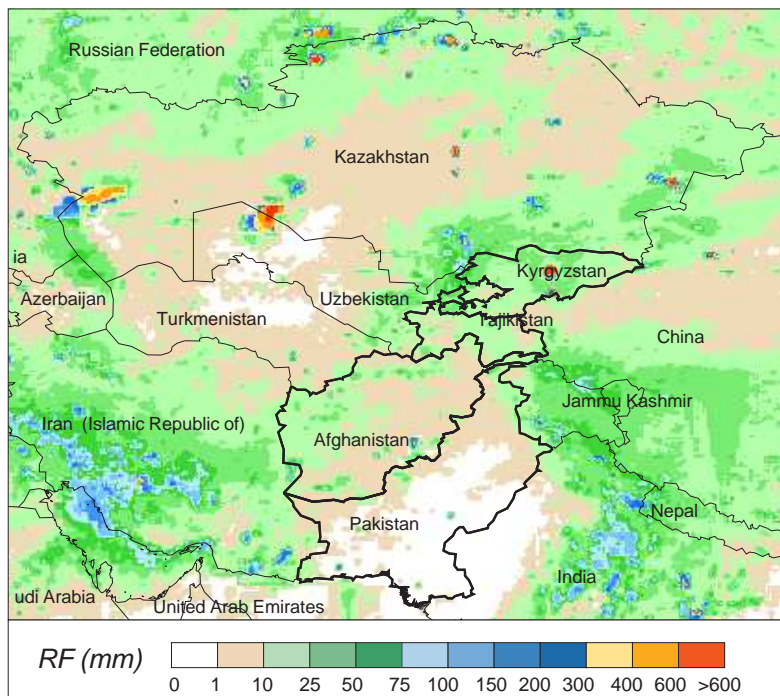 Russian Federation
Kazakhstan
ia
Kyrgyzstan
Azerbaijan
Uzbekistan
Turkmenistan
Tajikistan
China
Jammu Kashmir
Iran (Islamic Republic of)
Afghanistan
Pakistan
Nepal
India
udi Arabia
United Arab Emirates
RF (mm)
0 1 10 25 50 75 100 150 200 300 400 600 >600